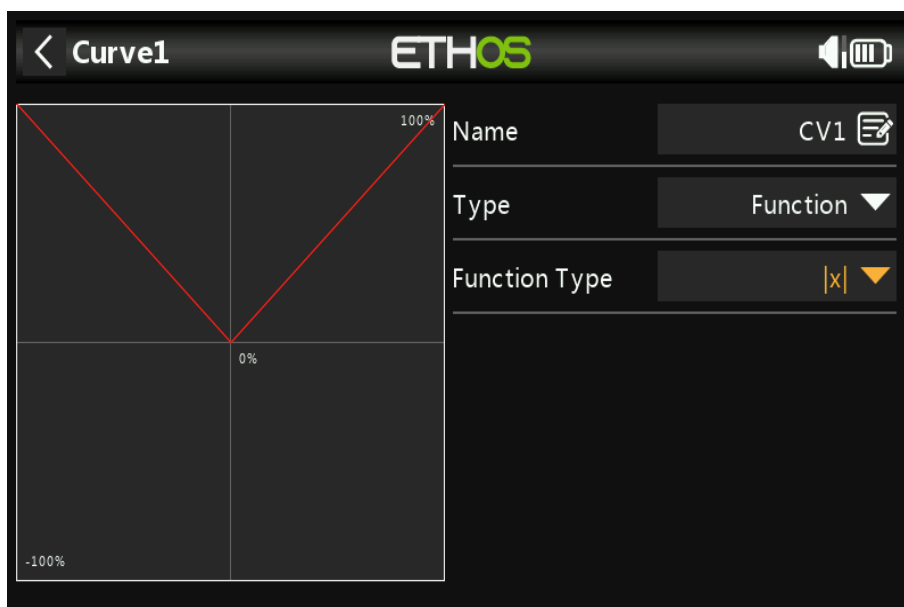 Curve1
ETHOS
100%
0%
-100%
Name CV1
Type Function
Function Type |x|